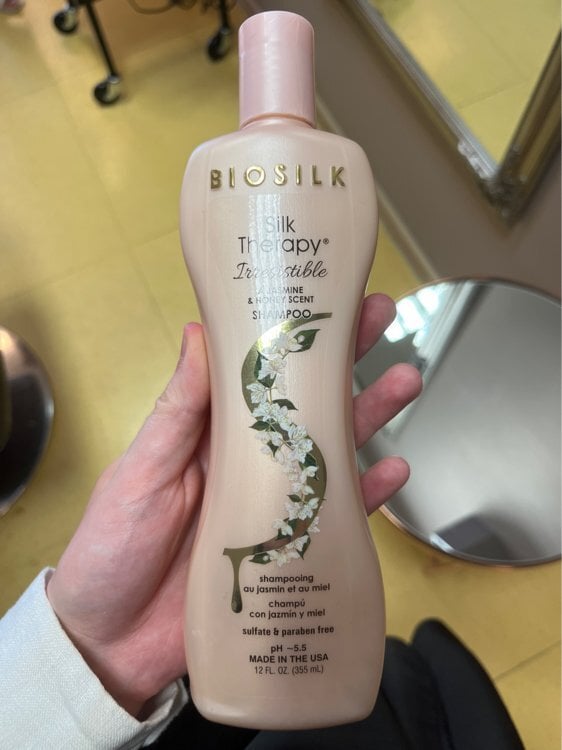 BIOSILK
Silk
Therapy®
Irresistible
JASMINE
& HONEY SCENT
SHAMPOO
shampooing
au jasmin et au miel
champú
con jazmín y miel
sulfate & paraben free
pH ~5.5
MADE IN THE USA
12 FL. OZ. (355 mL)